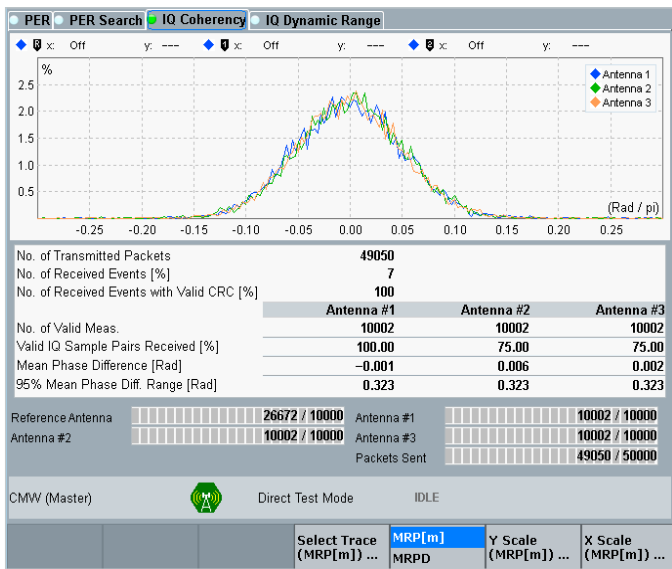 PER PER Search IQ Coherency IQ Dynamic Range
R x: Off y: --- 1 x: Off y: --- 2 x: Off y: ---
%
Antenna 1
Antenna 2
Antenna 3
2.5
2.0
1.5
1.0
0.5
(Rad / pi)
-0.25 -0.20 -0.15 -0.10 -0.05 0.00 0.05 0.10 0.15 0.20 0.25
No. of Transmitted Packets 49050
No. of Received Events [%] 7
No. of Received Events with Valid CRC [%] 100
Antenna #1 Antenna #2 Antenna #3
No. of Valid Meas. 10002 10002 10002
Valid IQ Sample Pairs Received [%] 100.00 75.00 75.00
Mean Phase Difference [Rad] -0.001 0.006 0.002
95% Mean Phase Diff. Range [Rad] 0.323 0.323 0.323
Reference Antenna 26672 / 10000 Antenna #1 10002 / 10000
Antenna #2 10002 / 10000 Antenna #3 10002 / 10000
Packets Sent 49050 / 50000
CMW (Master) Direct Test Mode IDLE
Select Trace (MRP[m]) ...
MRP[m]
MRPD
Y Scale (MRP[m]) ...
X Scale (MRP[m]) ...